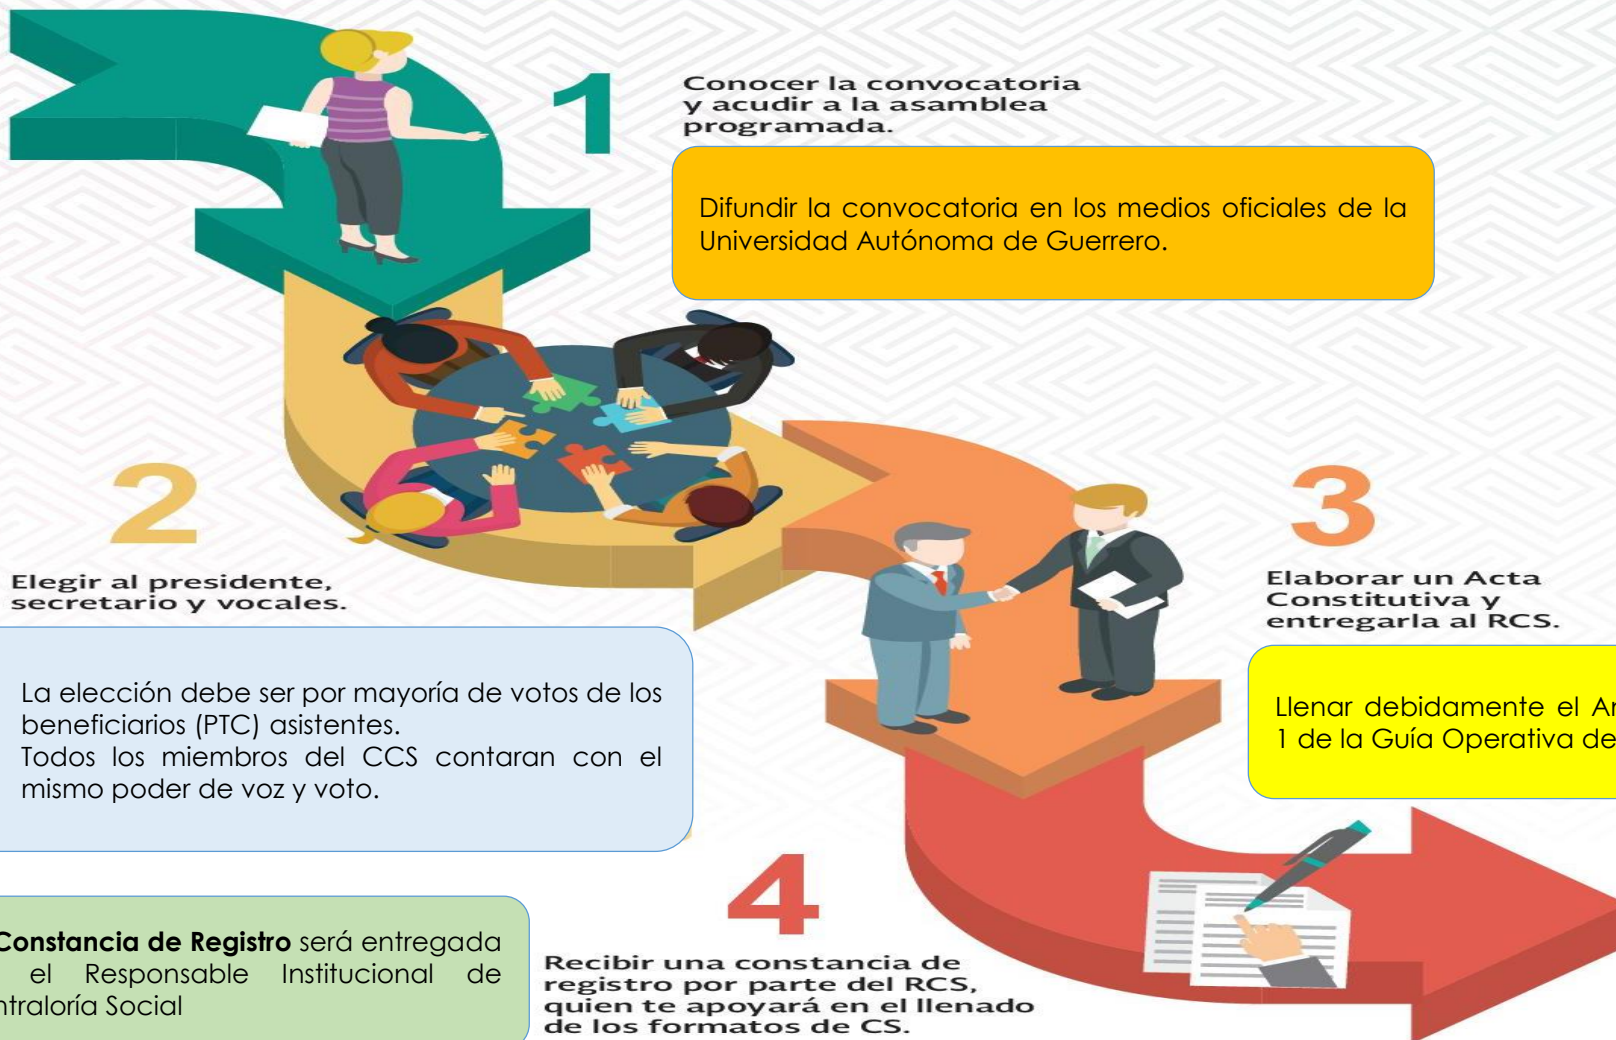 1
Conocer la convocatoria
y acudir a la asamblea
programada.
Difundir la convocatoria en los medios oficiales de la
Universidad Autónoma de Guerrero.
2
Elegir al presidente,
secretario y vocales.
La elección debe ser por mayoría de votos de los
beneficiarios (PTC) asistentes.
Todos los miembros del CCS contaran con el
mismo poder de voz y voto.
3
Elaborar un Acta
Constitutiva y
entregarla al RCS.
Llenar debidamente el
1 de la Guía Operativa de
4
Recibir una constancia de
registro por parte del RCS,
quien te apoyará en el llenado
de los formatos de CS.
Constancia de Registro será entregada
el Responsable Institucional de
Social